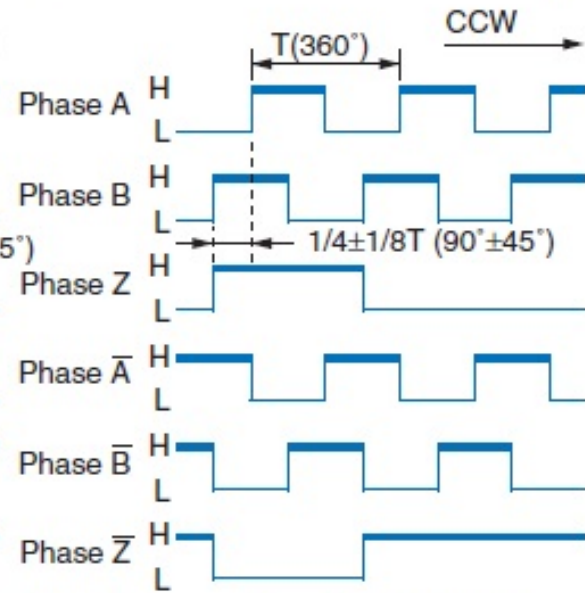 CCW
T(360˚)
Phase A H
L
Phase B H
L
5˚) 1/4±1/8T (90˚±45˚)
Phase Z H
L
Phase A̅ H
L
Phase B̅ H
L
Phase Z̅ H
L